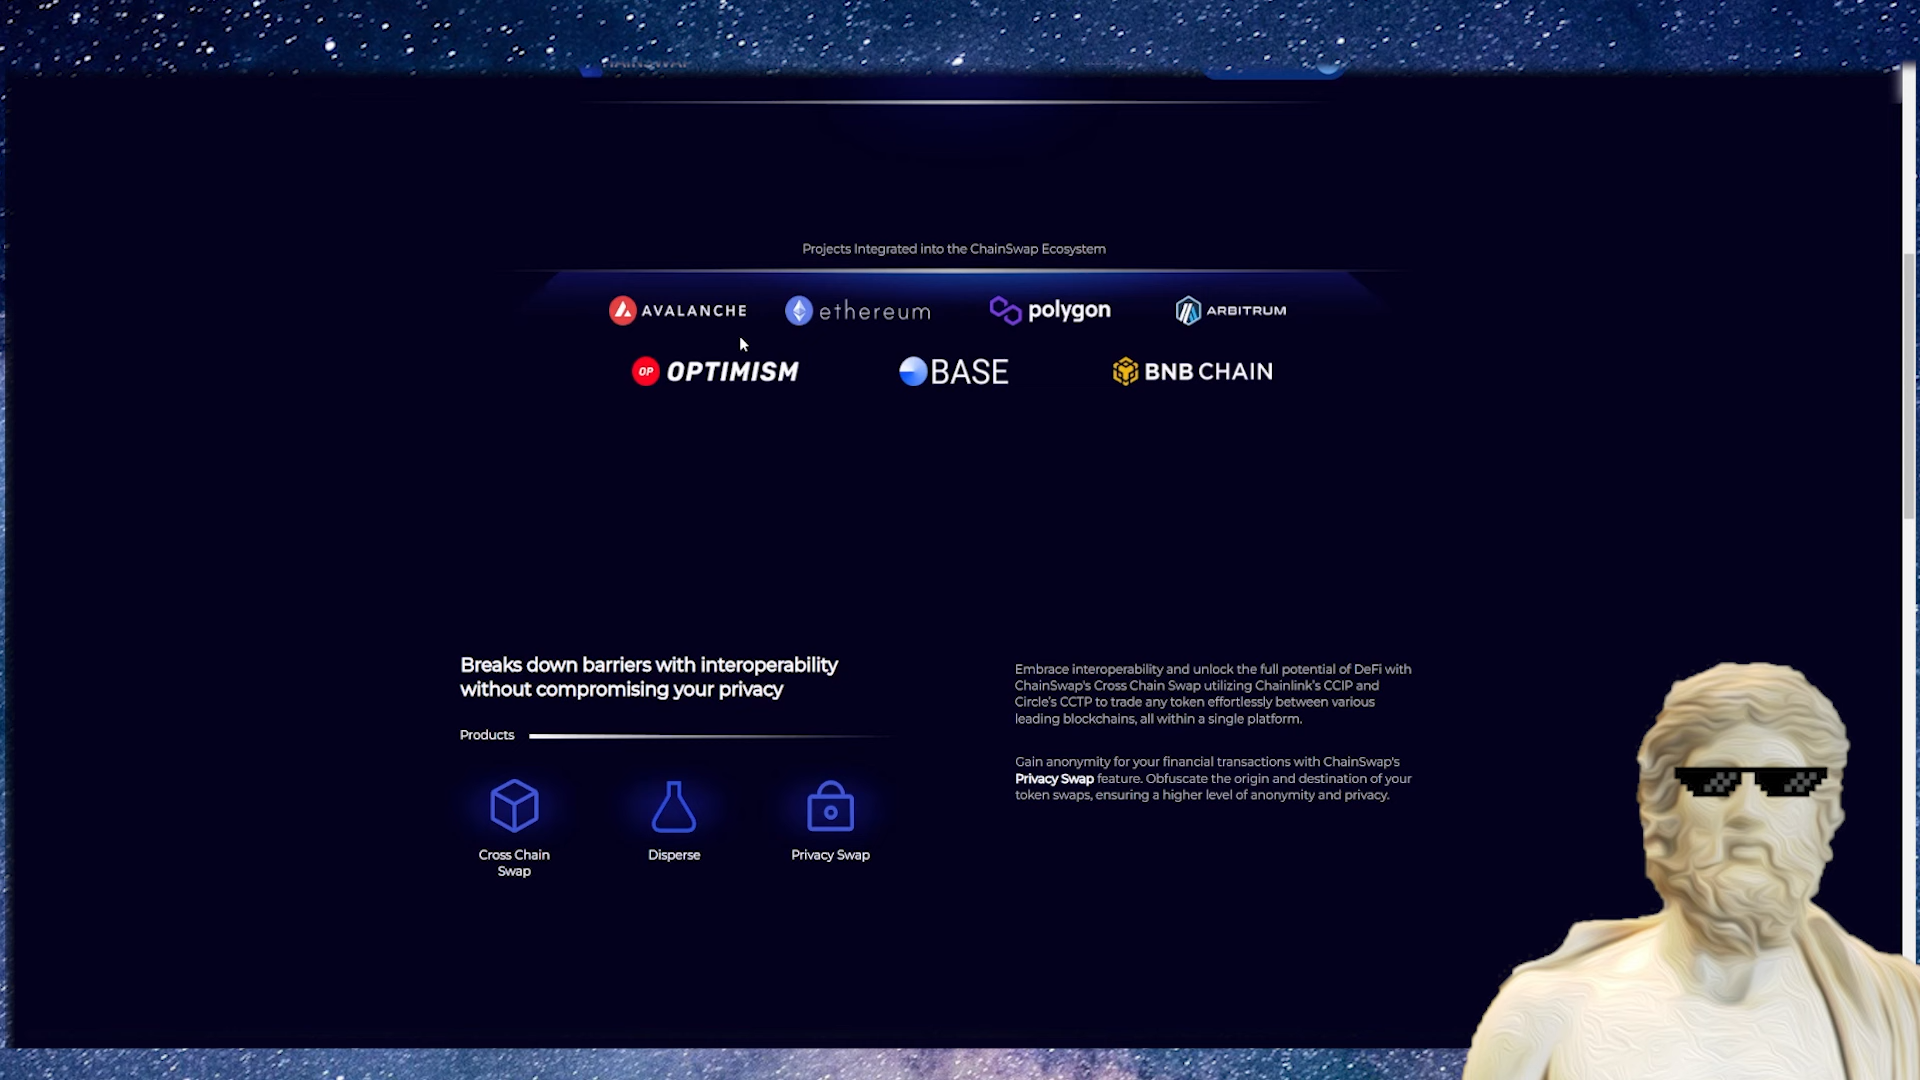 Projects Integrated into the ChainSwap Ecosystem
AVALANCHE
ethereum
polygon
ARBITRUM
OP OPTIMISM
BASE
BNB CHAIN
Breaks down barriers with interoperability
without compromising your privacy
Products
Cross Chain
Swap
Disperse
Privacy Swap
Embrace interoperability and unlock the full potential of DeFi with
ChainSwap's Cross Chain Swap utilizing Chainlink's CCIP and
Circle's CCTP to trade any token effortlessly between various
leading blockchains, all within a single platform.
Gain anonymity for your financial transactions with ChainSwap's
Privacy Swap feature. Obfuscate the origin and destination of your
token swaps, ensuring a higher level of anonymity and privacy.